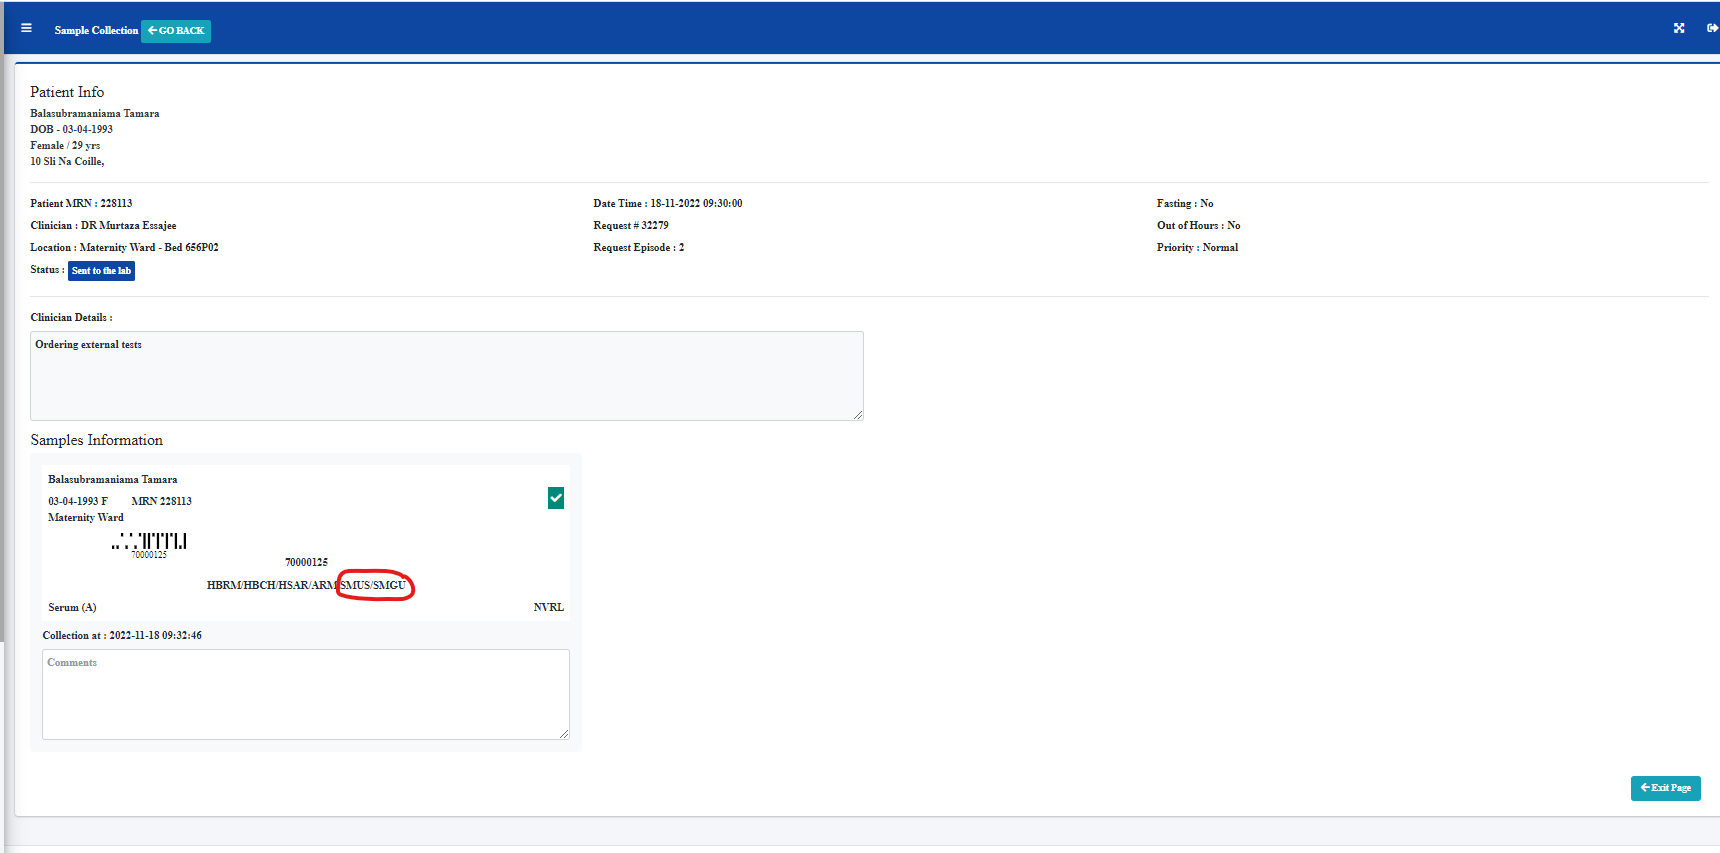 Sample Collection GO BACK
Patient Info
Balasubramaniama Tamara
DOB - 03-04-1993
Female / 29 yrs
10 Sli Na Coille,
Patient MRN : 228113 Date Time : 18-11-2022 09:30:00 Fasting : No
Clinician : DR Murtaza Essajee Request # 32279 Out of Hours : No
Location : Maternity Ward - Bed 656P02 Request Episode : 2 Priority : Normal
Status : Sent to the lab
Clinician Details :
Ordering external tests
Samples Information
Balasubramaniama Tamara
03-04-1993 F MRN 228113
Maternity Ward
70000125
70000125
HBRM/HBCH/HSAR/ARM/SMUS/SMGU
Serum (A) NVRL
Collection at : 2022-11-18 09:32:46
Comments
Exit Page